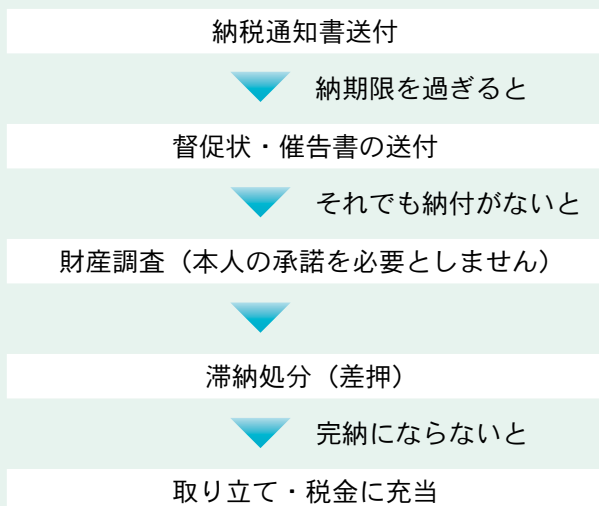 納税通知書送付
納期限を過ぎると
督促状・催告書の送付
それでも納付がないと
財産調査（本人の承諾を必要としません）
滞納処分（差押）
完納にならないと
取り立て・税金に充当